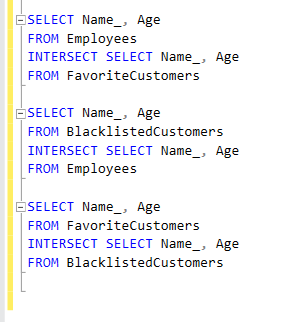 SELECT Name_, Age
FROM Employees
INTERSECT SELECT Name_, Age
FROM FavoriteCustomers
SELECT Name_, Age
FROM BlacklistedCustomers
INTERSECT SELECT Name_, Age
FROM Employees
SELECT Name_, Age
FROM FavoriteCustomers
INTERSECT SELECT Name_, Age
FROM BlacklistedCustomers